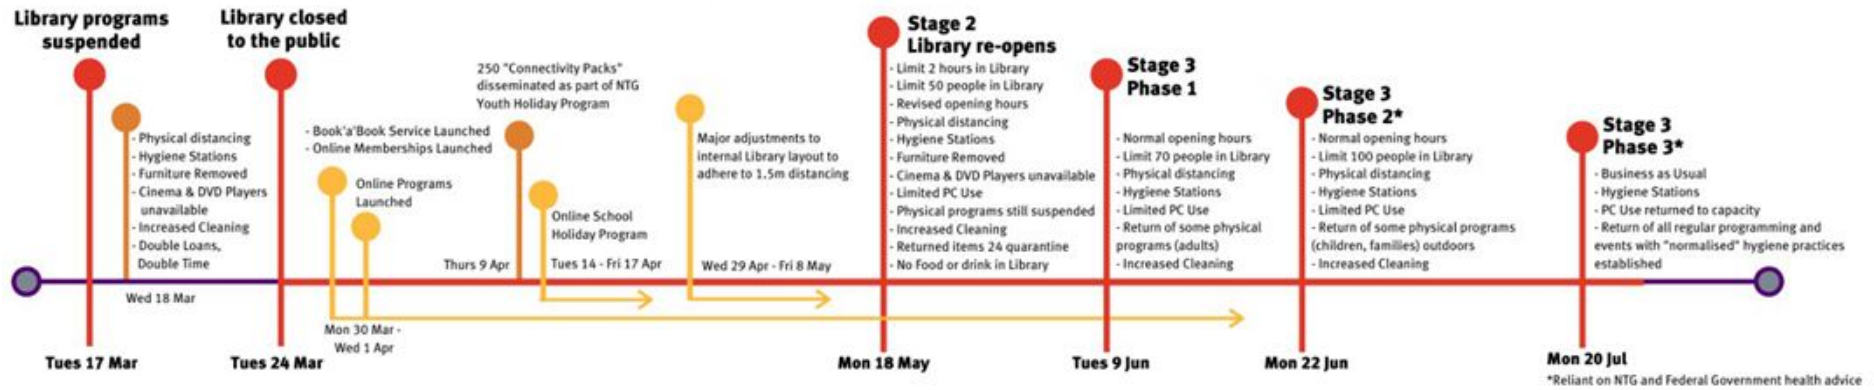 Library programs
suspended
- Physical distancing
- Hygiene Stations
- Furniture Removed
- Cinema & DVD Players
unavailable
- Increased Cleaning
- Double Loans,
Double Time
Wed 18 Mar
Tues 17 Mar
Library closed
to the public
Tues 24 Mar
- Book'a'Book Service Launched
- Online Memberships Launched
Online Programs
Launched
Mon 30 Mar -
Wed 1 Apr
250 "Connectivity Packs"
disseminated as part of NTG
Youth Holiday Program
Thurs 9 Apr
Online School
Holiday Program
Tues 14 - Fri 17 Apr
Major adjustments to
internal Library layout to
adhere to 1.5m distancing
Wed 29 Apr - Fri 8 May
Stage 2
Library re-opens
- Limit 2 hours in Library
- Limit 50 people in Library
- Revised opening hours
- Physical distancing
- Hygiene Stations
- Furniture Removed
- Cinema & DVD Players unavailable
- Limited PC Use
- Physical programs still suspended
- Increased Cleaning
- Returned items 24 quarantine
- No Food or drink in Library
Mon 18 May
Stage 3
Phase 1
- Normal opening hours
- Limit 70 people in Library
- Physical distancing
- Hygiene Stations
- Limited PC Use
- Return of some physical
programs (adults)
- Increased Cleaning
Tues 9 Jun
Stage 3
Phase 2*
- Normal opening hours
- Limit 100 people in Library
- Physical distancing
- Hygiene Stations
- Limited PC Use
- Return of some physical programs
(children, families) outdoors
- Increased Cleaning
Mon 22 Jun
Stage 3
Phase 3*
- Business as Usual
- Hygiene Stations
- PC Use returned to capacity
- Return of all regular programming and
events with "normalised" hygiene practices
established
Mon 20 Jul
*Reliant on NTG and Federal Government health advice